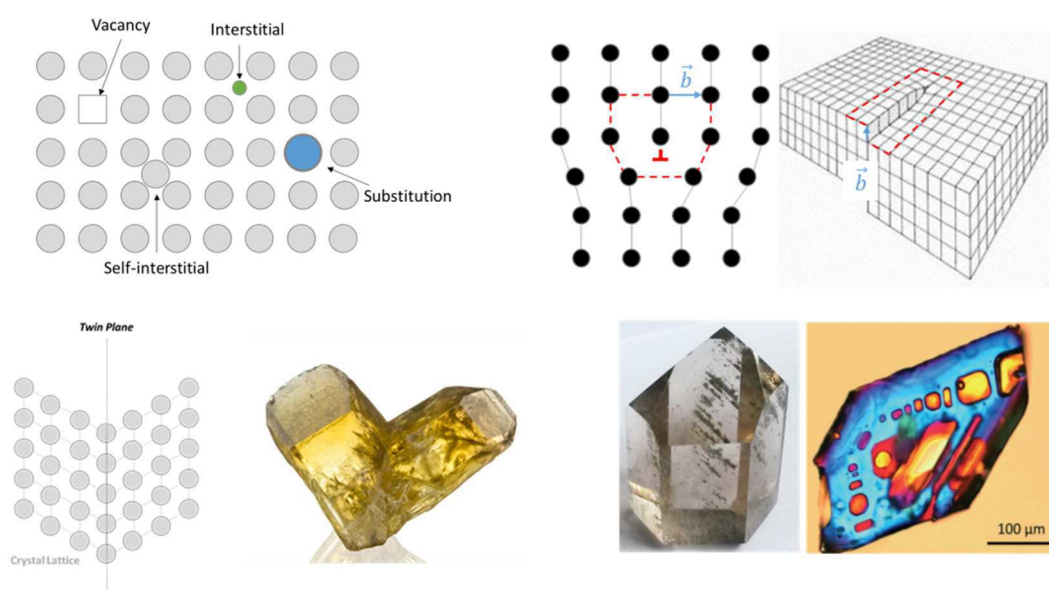 Vacancy
Interstitial
Substitution
Self-interstitial
b
b
Twin Plane
Crystal Lattice
100 µm